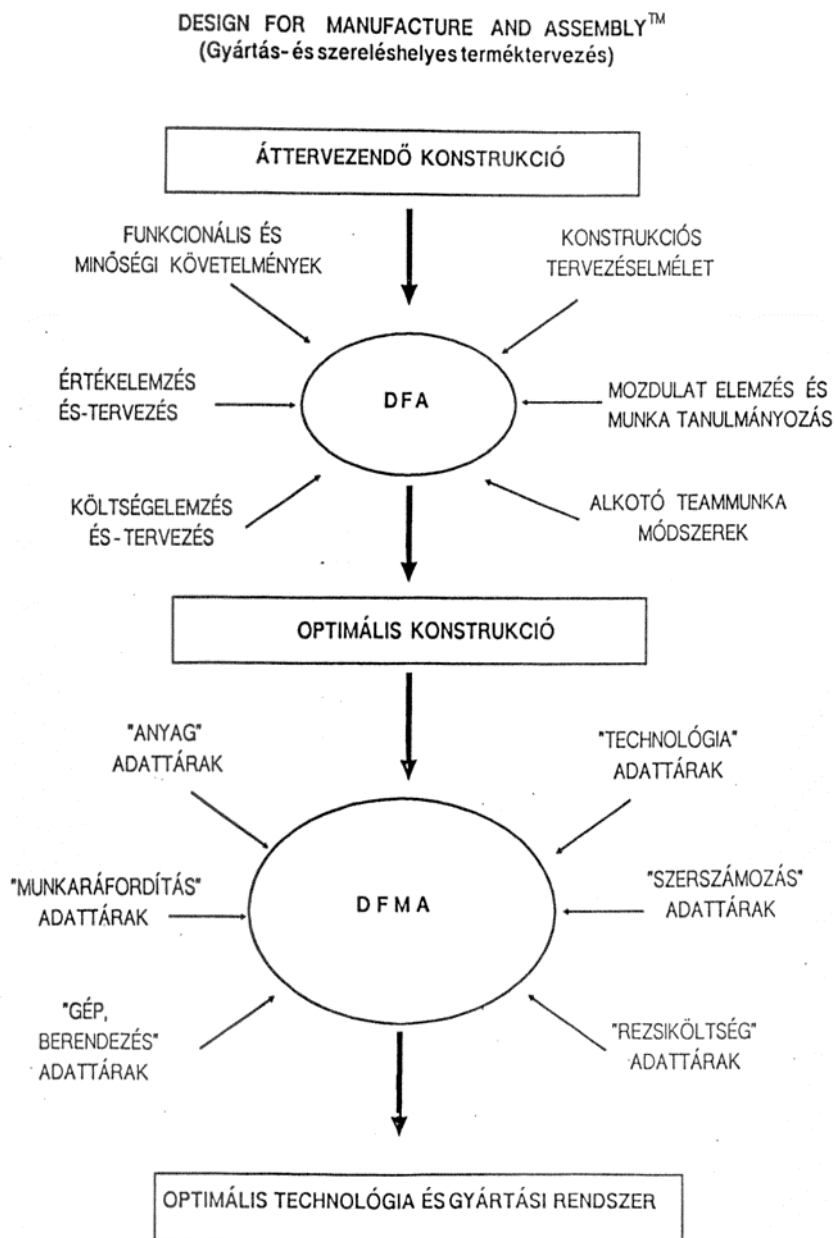 DESIGN FOR MANUFACTURE AND ASSEMBLY™
(Gyártás- és szereléshelyes terméktervezés)
ÁTTERVEZENDŐ KONSTRUKCIÓ
FUNKCIONÁLIS ÉS
MINŐSÉGI KÖVETELMÉNYEK
KONSTRUKCIÓS
TERVEZÉSELMÉLET
ÉRTÉKELEMZÉS
ÉS-TERVEZÉS
DFA
MOZDULAT ELEMZÉS ÉS
MUNKA TANULMÁNYOZÁS
KÖLTSÉGELEMZÉS
ÉS-TERVEZÉS
ALKOTÓ TEAMMUNKA
MÓDSZEREK
OPTIMÁLIS KONSTRUKCIÓ
"ANYAG"
ADATTÁRAK
"TECHNOLÓGIA"
ADATTÁRAK
"MUNKARÁFORDÍTÁS"
ADATTÁRAK
DFMA
"SZERSZÁMOZÁS"
ADATTÁRAK
"GÉP,
BERENDEZÉS"
ADATTÁRAK
"REZSIKÖLTSÉG"
ADATTÁRAK
OPTIMÁLIS TECHNOLÓGIA ÉS GYÁRTÁSI RENDSZER